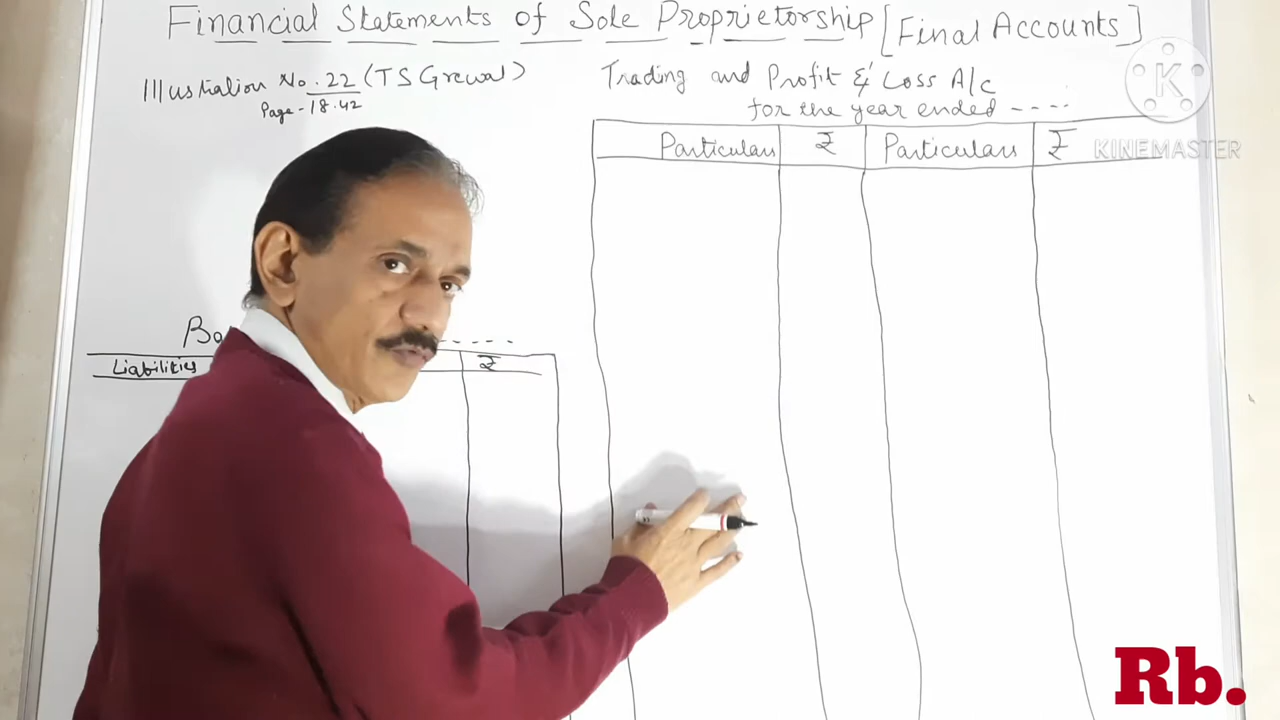 Financial Statements of Sole Proprietorship [Final Accounts]
Illustration No. 22 (TS Grewal)
Page - 18.42
Trading and Profit & Loss A/c
for the year ended ----
Particulars ₹ Particulars ₹
K
KINEMASTER
Ba
Liabilities ₹
Rb.